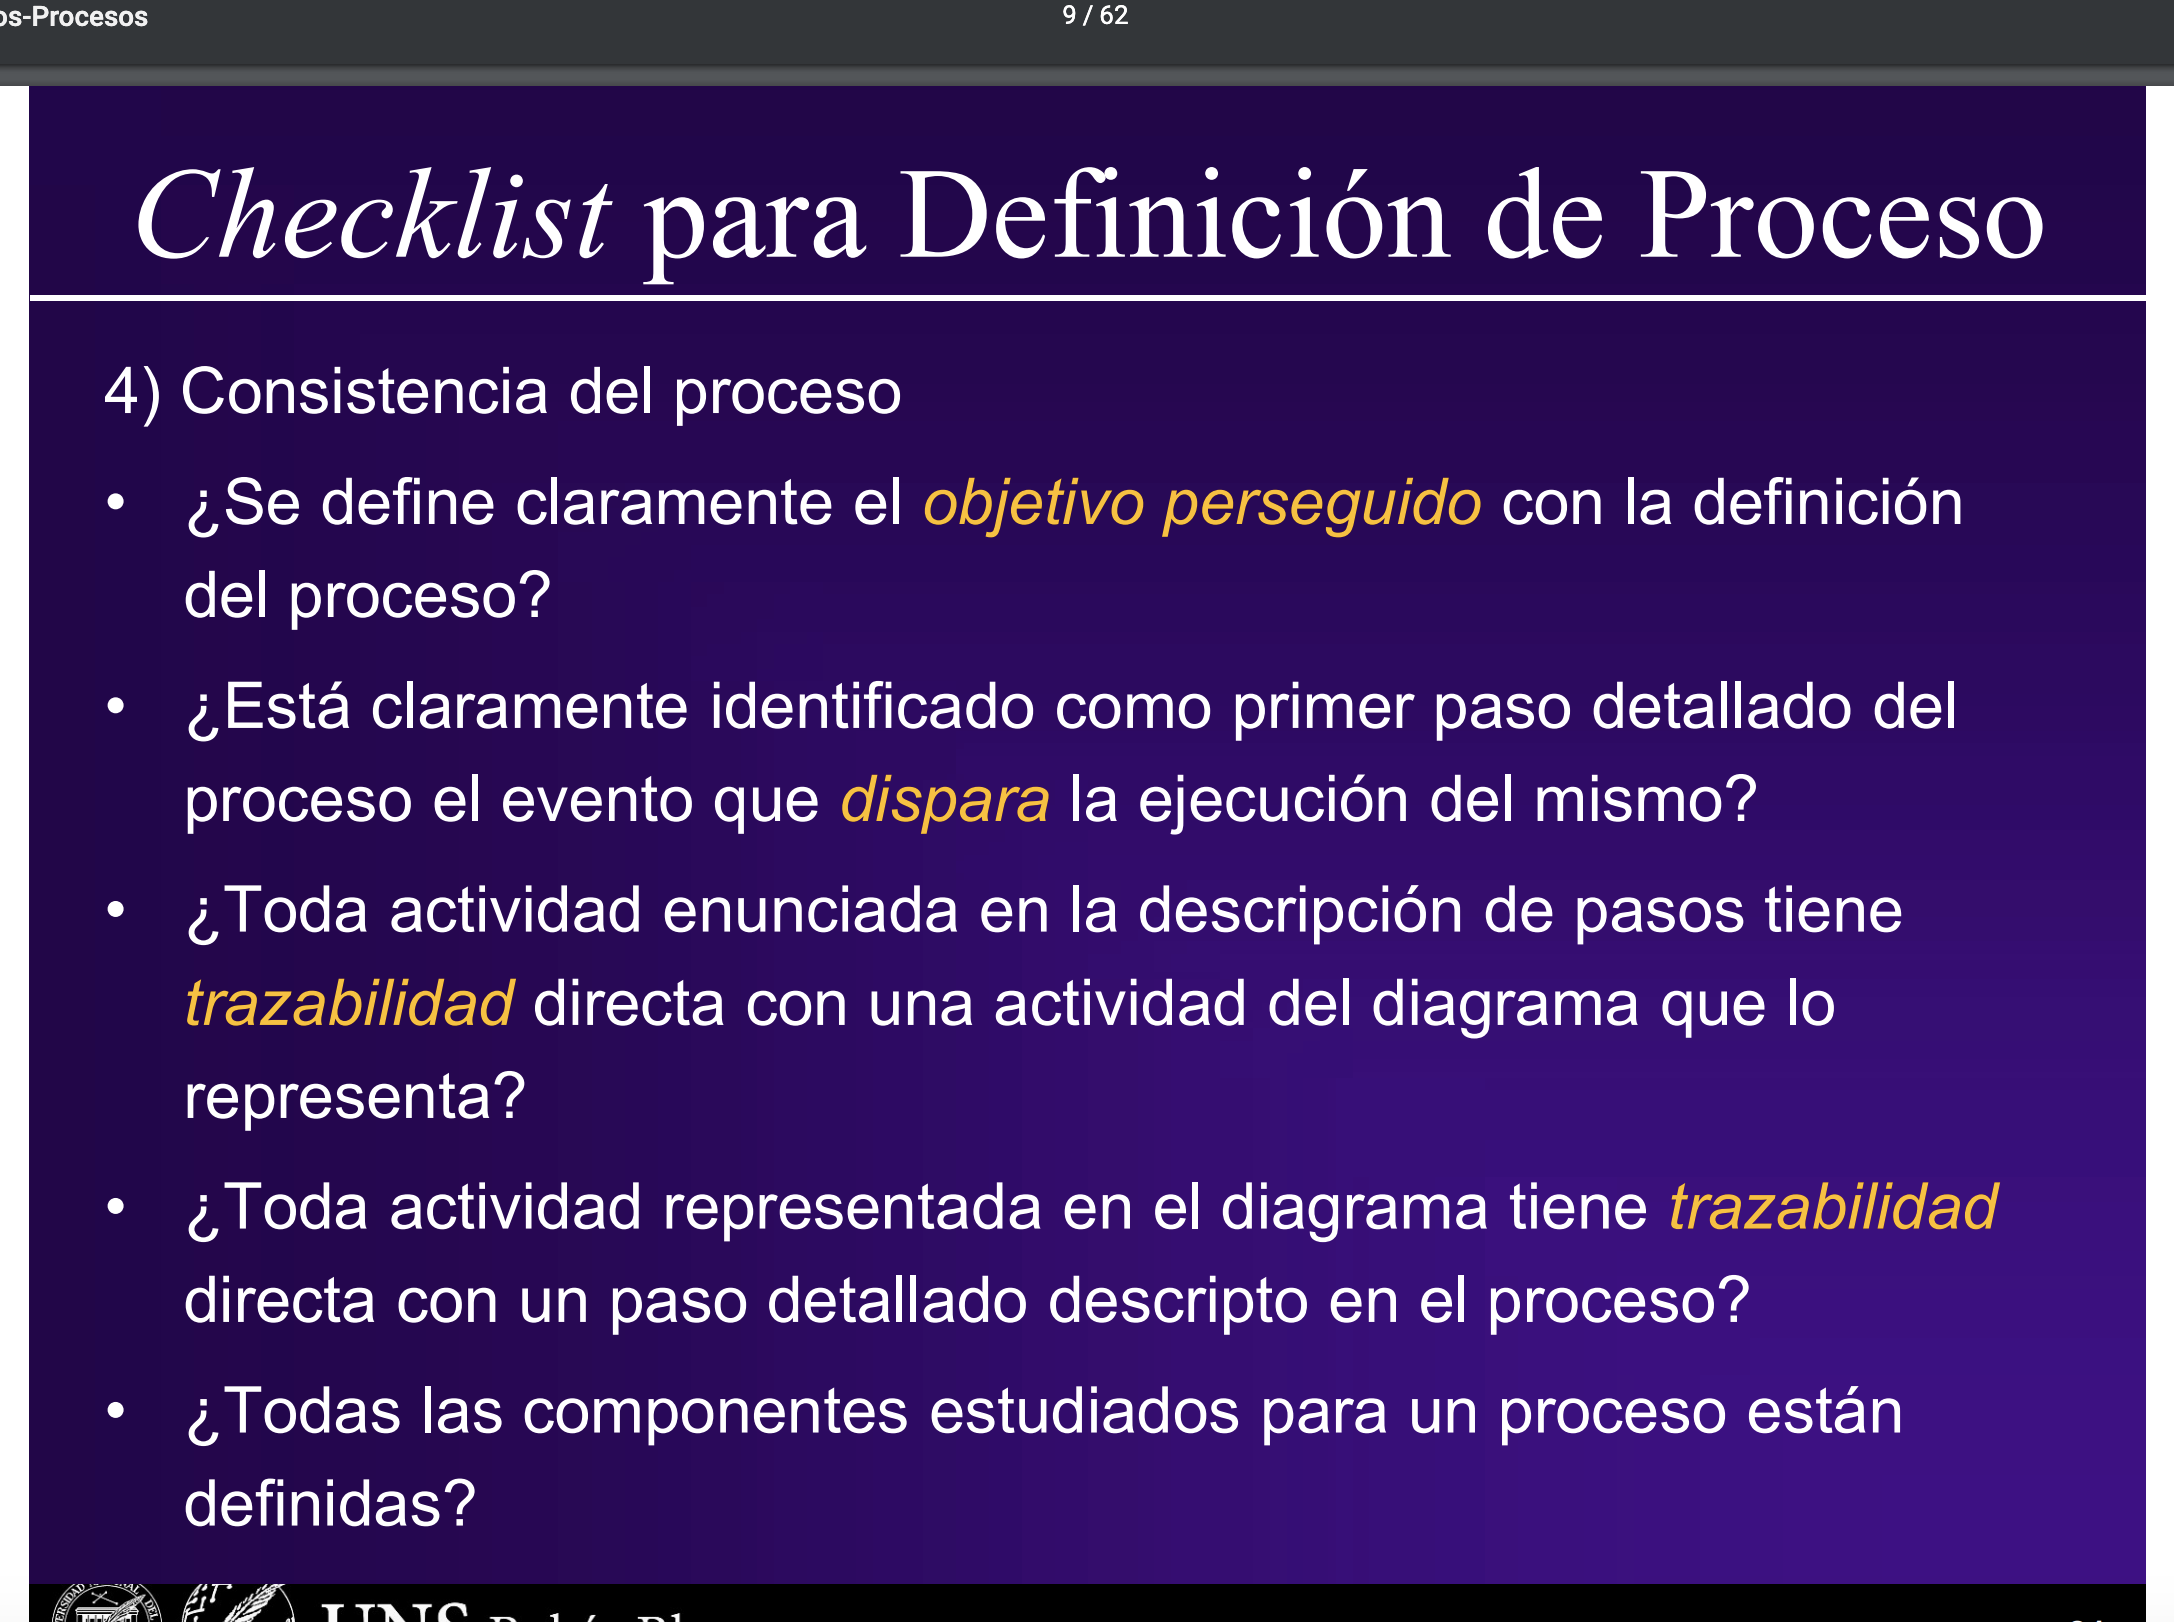 os-Procesos
9 / 62
Checklist para Definición de Proceso
4) Consistencia del proceso
• ¿Se define claramente el objetivo perseguido con la definición
del proceso?
• ¿Está claramente identificado como primer paso detallado del
proceso el evento que dispara la ejecución del mismo?
• ¿Toda actividad enunciada en la descripción de pasos tiene
trazabilidad directa con una actividad del diagrama que lo
representa?
• ¿Toda actividad representada en el diagrama tiene trazabilidad
directa con un paso detallado descripto en el proceso?
• ¿Todas las componentes estudiados para un proceso están
definidas?
UNS